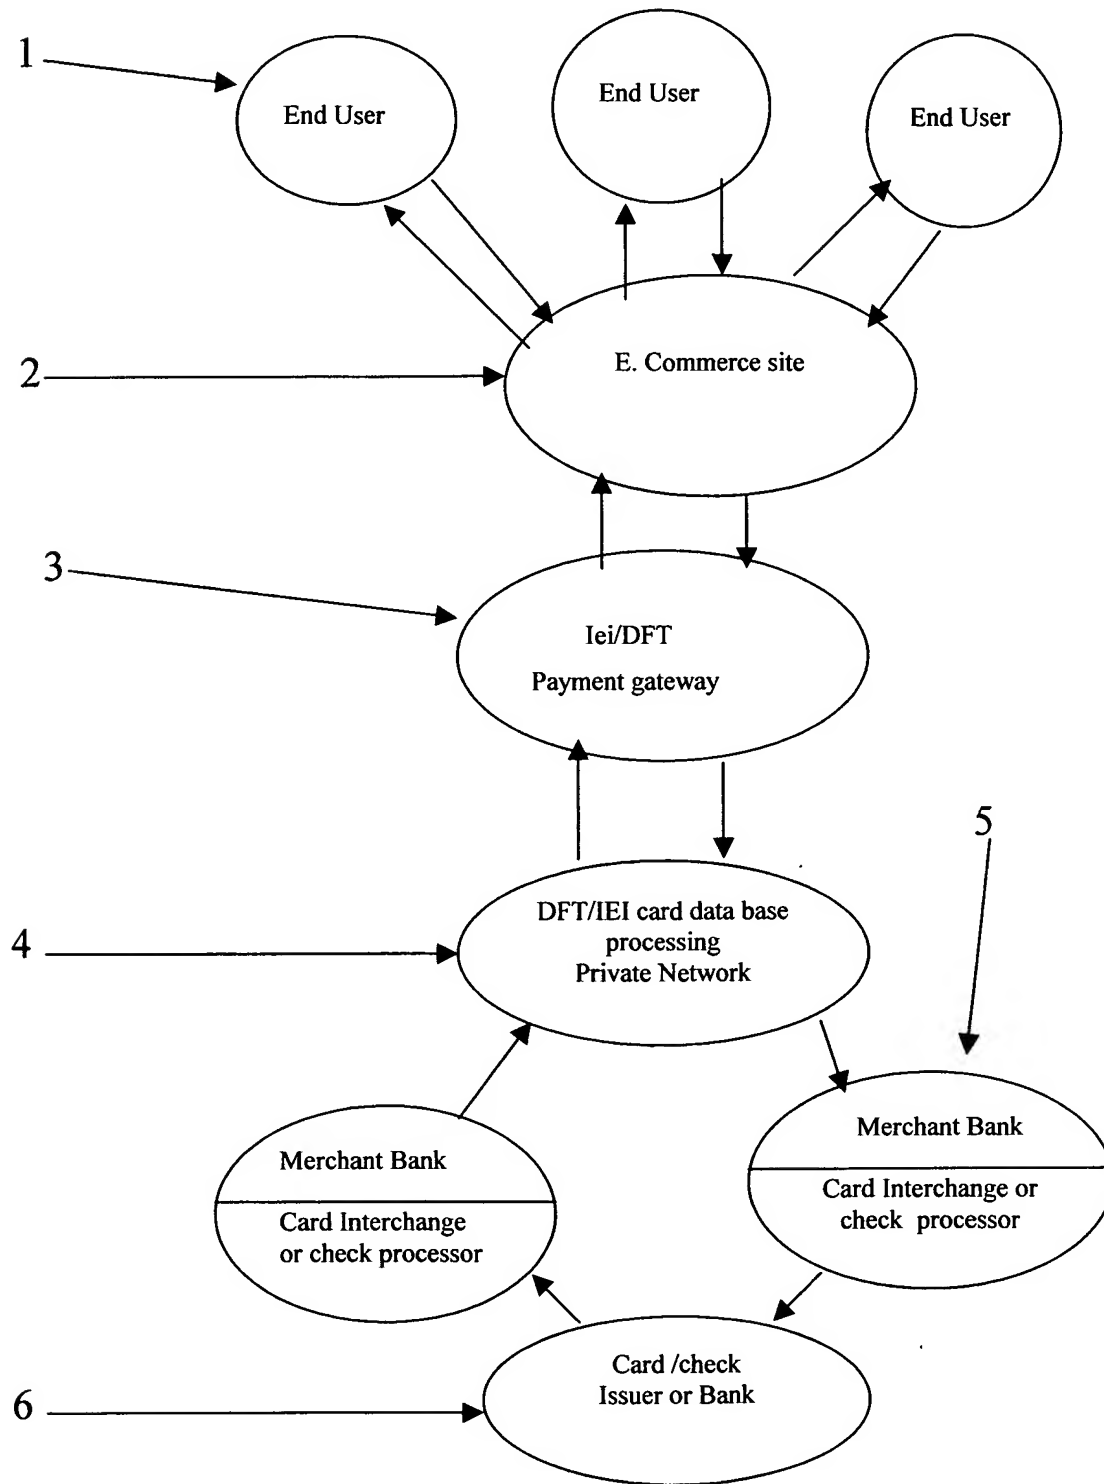 1
End User
End User
End User
2
E. Commerce site
3
Iei/DFT
Payment gateway
5
4
DFT/IEI card data base
processing
Private Network
Merchant Bank
Card Interchange or
check processor
Merchant Bank
Card Interchange
or check processor
6
Card /check
Issuer or Bank